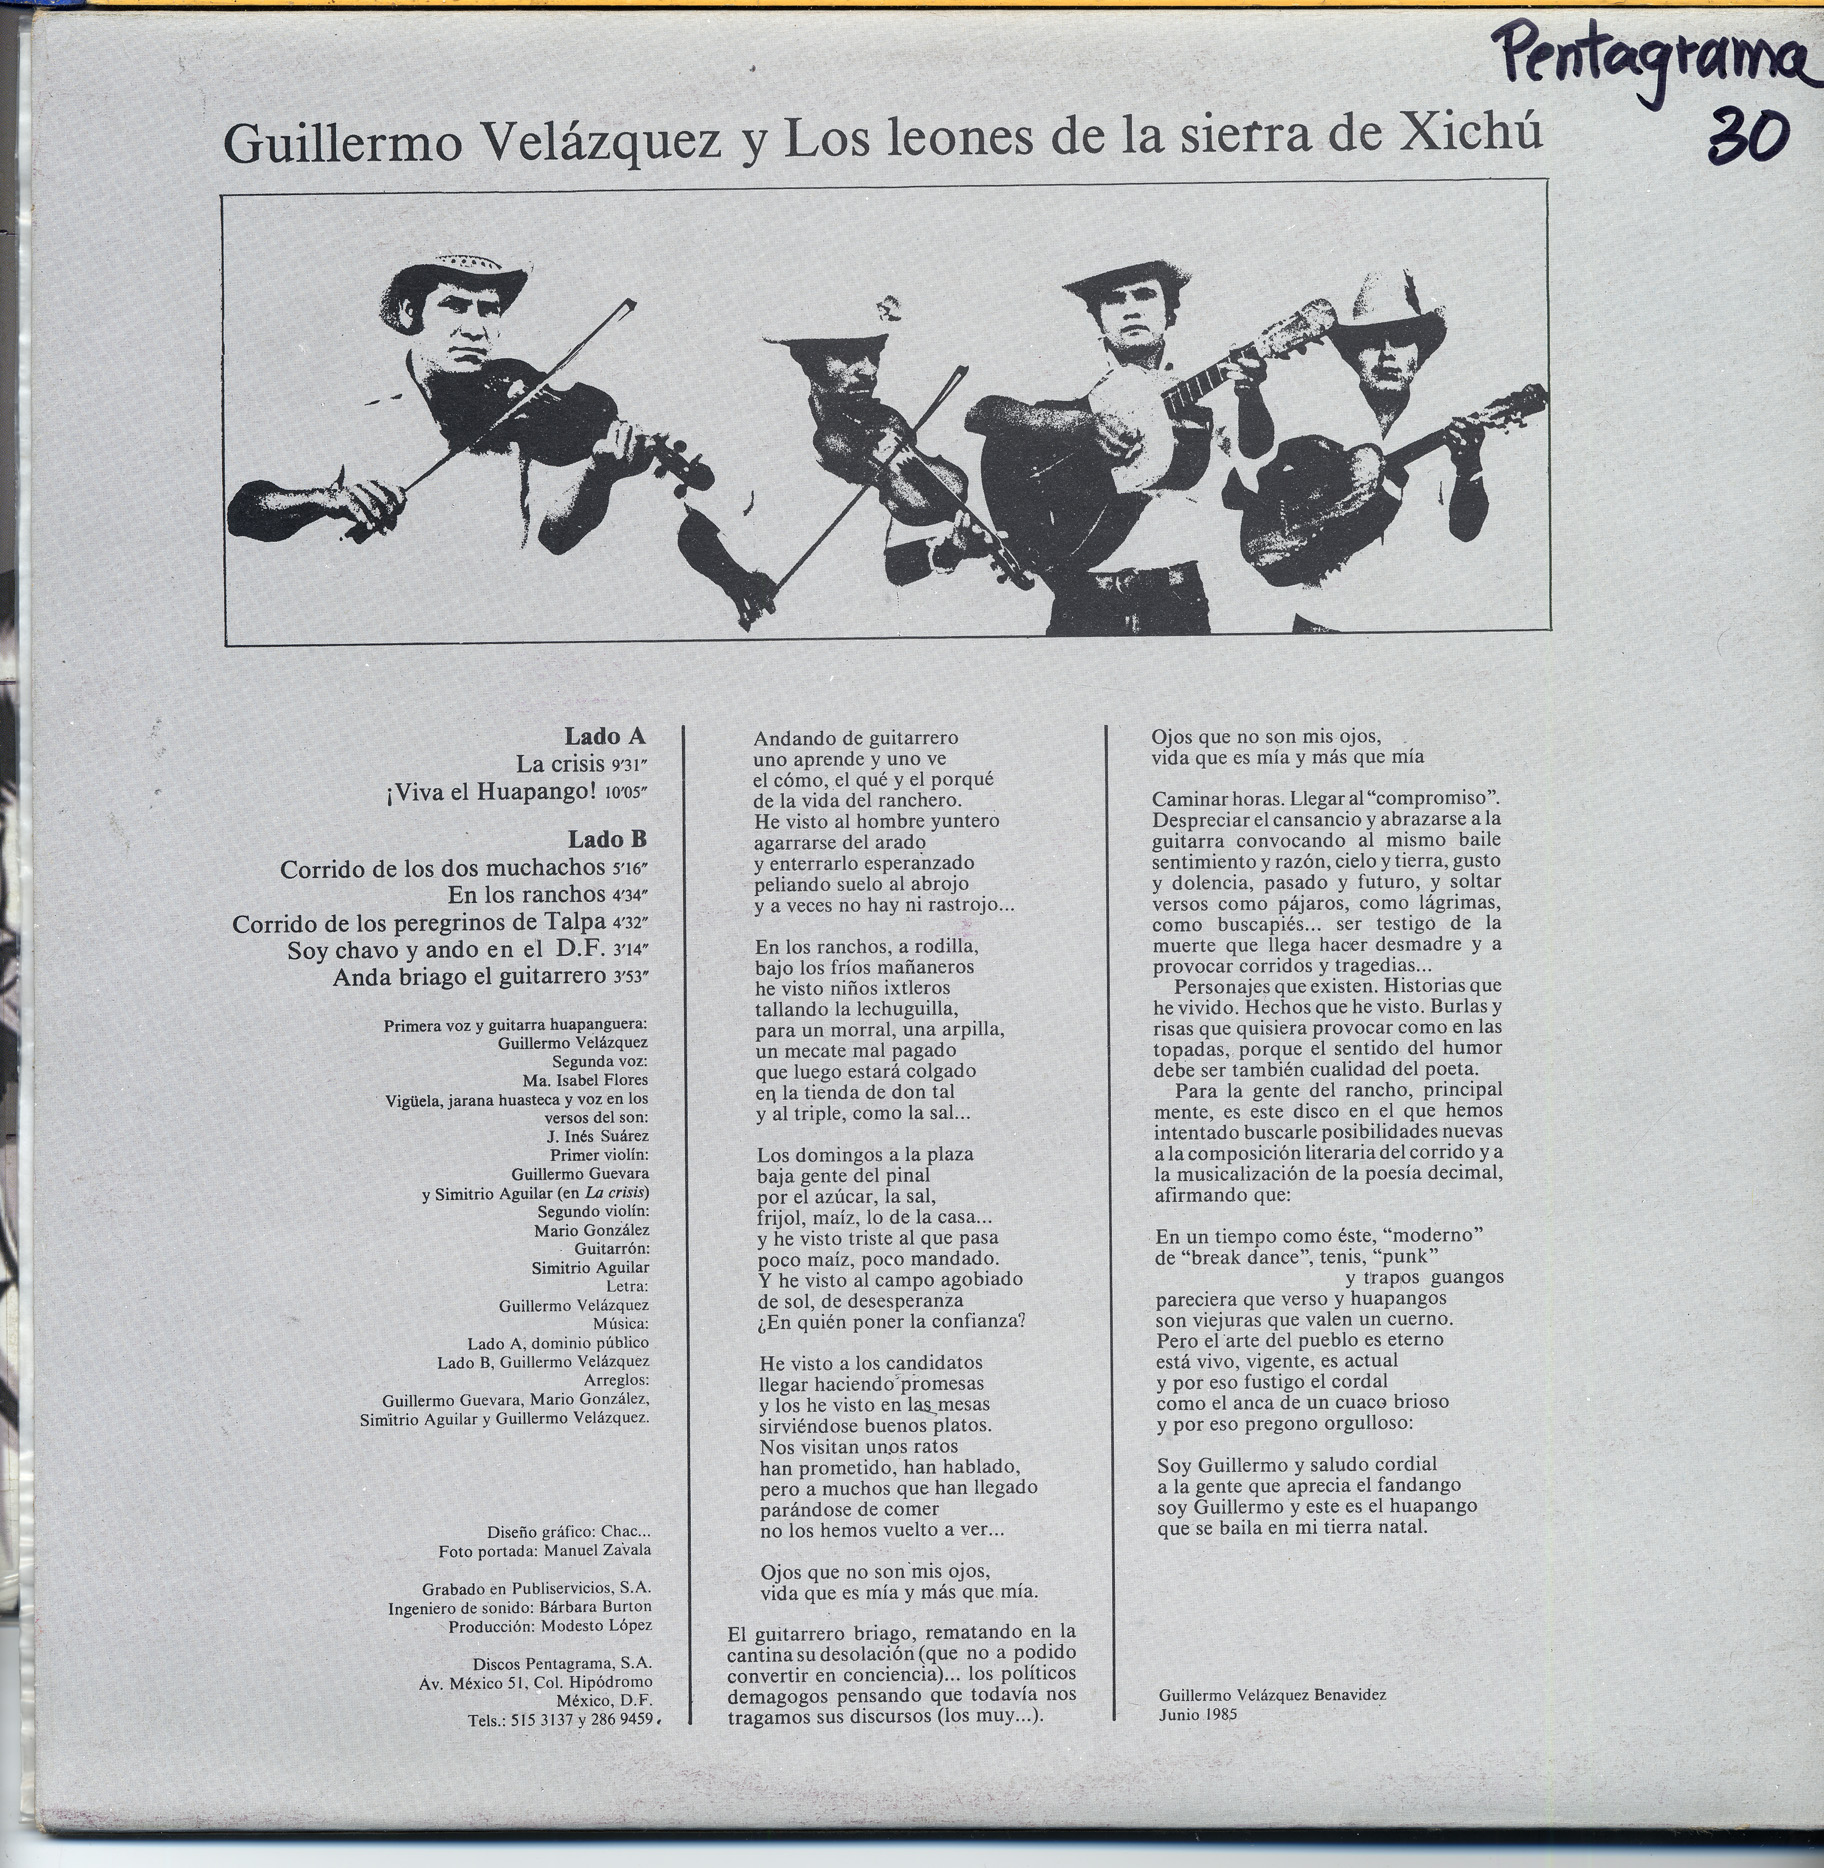 Pentagrama
30
Guillermo Velázquez y Los leones de la sierra de Xichú
Lado A
La crisis 9'31"
¡Viva el Huapango! 10'05"
Lado B
Corrido de los dos muchachos 5'16"
En los ranchos 4'34"
Corrido de los peregrinos de Talpa 4'32"
Soy chavo y ando en el D.F. 3'14"
Anda briago el guitarrero 3'53"
Primera voz y guitarra huapanguera:
Guillermo Velázquez
Segunda voz:
Ma. Isabel Flores
Vigüela, jarana huasteca y voz en los
versos del son:
J. Inés Suárez
Primer violín:
Guillermo Guevara
y Simitrio Aguilar (en La crisis)
Segundo violín:
Mario González
Guitarrón:
Simitrio Aguilar
Letra:
Guillermo Velázquez
Música:
Lado A, dominio público
Lado B, Guillermo Velázquez
Arreglos:
Guillermo Guevara, Mario González,
Simitrio Aguilar y Guillermo Velázquez.
Diseño gráfico: Chac...
Foto portada: Manuel Zavala
Grabado en Publiservicios, S.A.
Ingeniero de sonido: Bárbara Burton
Producción: Modesto López
Discos Pentagrama, S.A.
Av. México 51, Col. Hipódromo
México, D.F.
Tels.: 515 3137 y 286 9459.
Andando de guitarrero
uno aprende y uno ve
el cómo, el qué y el porqué
de la vida del ranchero.
He visto al hombre yuntero
agarrarse del arado
y enterrarlo esperanzado
peliando suelo al abrojo
y a veces no hay ni rastrojo...
En los ranchos, a rodilla,
bajo los fríos mañaneros
he visto niños ixtleros
tallando la lechuguilla,
para un morral, una arpilla,
un mecate mal pagado
que luego estará colgado
en la tienda de don tal
y al triple, como la sal...
Los domingos a la plaza
baja gente del pinal
por el azúcar, la sal,
frijol, maíz, lo de la casa...
y he visto triste al que pasa
poco maíz, poco mandado.
Y he visto al campo agobiado
de sol, de desesperanza
¿En quién poner la confianza?
He visto a los candidatos
llegar haciendo promesas
y los he visto en las mesas
sirviéndose buenos platos.
Nos visitan unos ratos
han prometido, han hablado,
pero a muchos que han llegado
parándose de comer
no los hemos vuelto a ver...
Ojos que no son mis ojos,
vida que es mía y más que mía.
El guitarrero briago, rematando en la
cantina su desolación (que no a podido
convertir en conciencia)... los políticos
demagogos pensando que todavía nos
tragamos sus discursos (los muy...).
Ojos que no son mis ojos,
vida que es mía y más que mía
Caminar horas. Llegar al "compromiso".
Despreciar el cansancio y abrazarse a la
guitarra convocando al mismo baile
sentimiento y razón, cielo y tierra, gusto
y dolencia, pasado y futuro, y soltar
versos como pájaros, como lágrimas,
como buscapiés... ser testigo de la
muerte que llega hacer desmadre y a
provocar corridos y tragedias...
Personajes que existen. Historias que
he vivido. Hechos que he visto. Burlas y
risas que quisiera provocar como en las
topadas, porque el sentido del humor
debe ser también cualidad del poeta.
Para la gente del rancho, principal
mente, es este disco en el que hemos
intentado buscarle posibilidades nuevas
a la composición literaria del corrido y a
la musicalización de la poesía decimal,
afirmando que:
En un tiempo como éste, "moderno"
de "break dance", tenis, "punk"
y trapos guangos
pareciera que verso y huapangos
son viejuras que valen un cuerno.
Pero el arte del pueblo es eterno
está vivo, vigente, es actual
y por eso fustigo el cordal
como el anca de un cuaco brioso
y por eso pregono orgulloso:
Soy Guillermo y saludo cordial
a la gente que aprecia el fandango
soy Guillermo y este es el huapango
que se baila en mi tierra natal.
Guillermo Velázquez Benavidez
Junio 1985